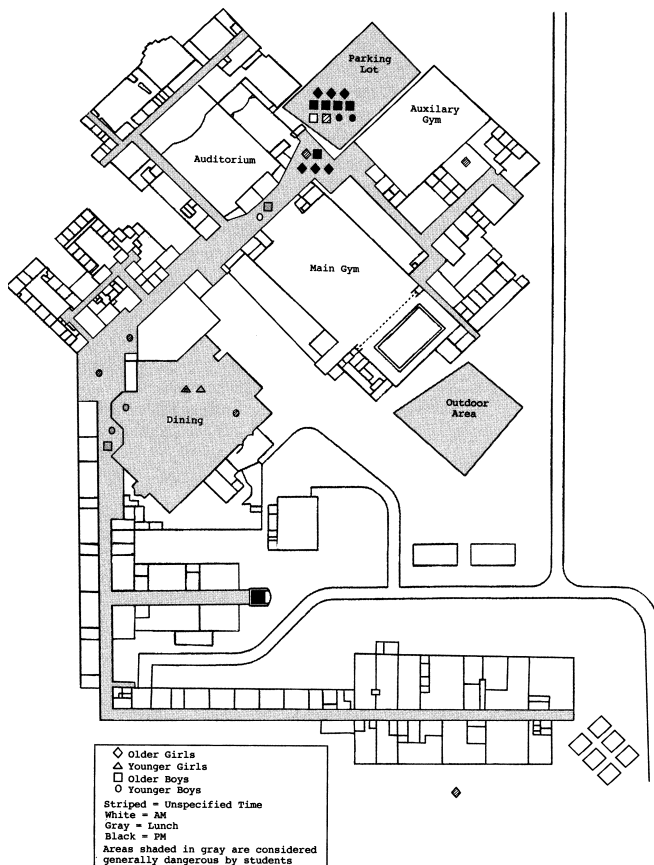 Parking
Lot
Auxilary
Gym
Auditorium
Main Gym
Outdoor
Area
Dining
Older Girls
Younger Girls
Older Boys
Younger Boys
Striped = Unspecified Time
White = AM
Gray = Lunch
Black = PM
Areas shaded in gray are considered
generally dangerous by students